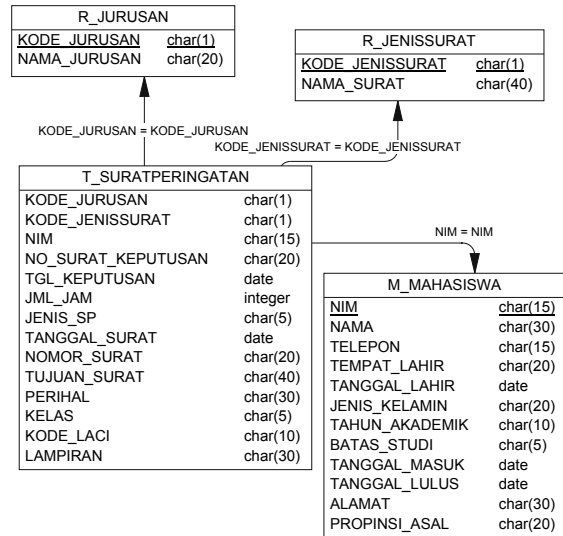 R_JURUSAN
KODE_JURUSAN char(1)
NAMA_JURUSAN char(20)
R_JENISSURAT
KODE_JENISSURAT char(1)
NAMA_SURAT char(40)
KODE_JURUSAN = KODE_JURUSAN
KODE_JENISSURAT = KODE_JENISSURAT
T_SURATPERINGATAN
KODE_JURUSAN char(1)
KODE_JENISSURAT char(1)
NIM char(15)
NO_SURAT_KEPUTUSAN char(20)
TGL_KEPUTUSAN date
JML_JAM integer
JENIS_SP char(5)
TANGGAL_SURAT date
NOMOR_SURAT char(20)
TUJUAN_SURAT char(40)
PERIHAL char(30)
KELAS char(5)
KODE_LACI char(10)
LAMPIRAN char(30)
NIM = NIM
M_MAHASISWA
NIM char(15)
NAMA char(30)
TELEPON char(15)
TEMPAT_LAHIR char(20)
TANGGAL_LAHIR date
JENIS_KELAMIN char(20)
TAHUN_AKADEMIK char(10)
BATAS_STUDI char(5)
TANGGAL_MASUK date
TANGGAL_LULUS date
ALAMAT char(30)
PROPINSI_ASAL char(20)